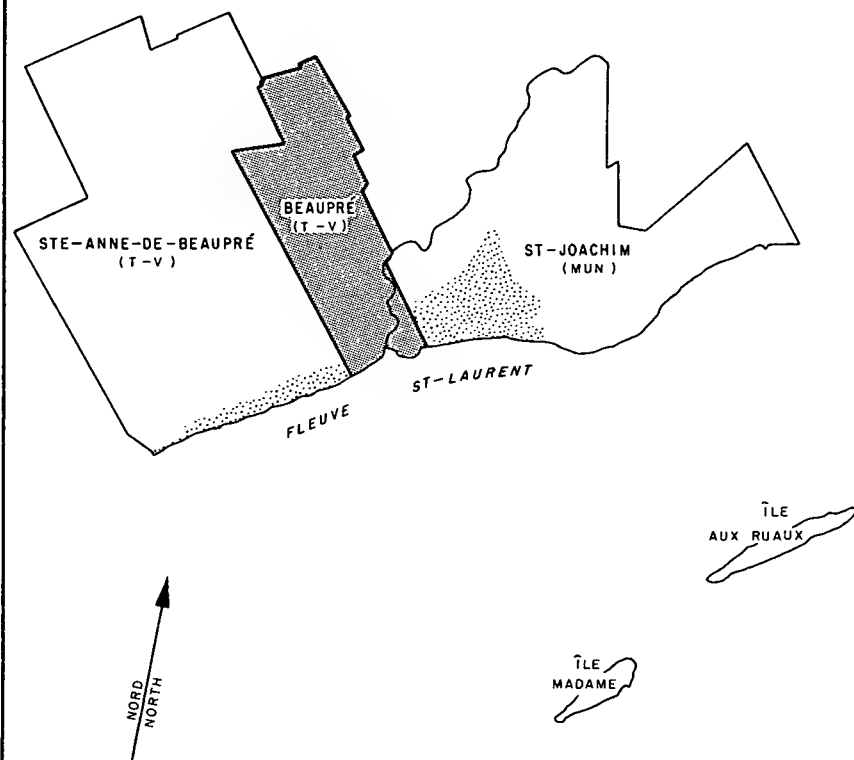 BEAUPRÉ
(T-V)
STE-ANNE-DE-BEAUPRÉ
(T-V)
ST-JOACHIM
(MUN)
FLEUVE ST-LAURENT
ÎLE
AUX RUAUX
ÎLE
MADAME
NORD
NORTH